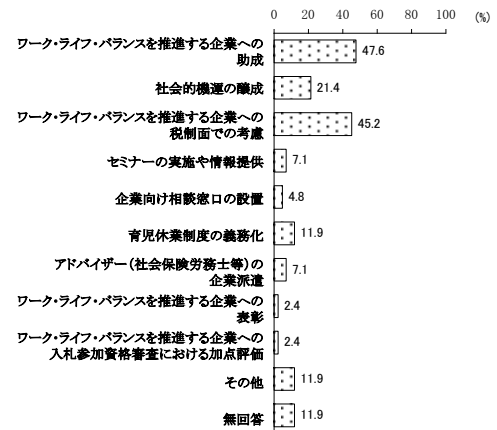 0 20 40 60 80 100 (%)
ワーク・ライフ・バランスを推進する企業への
助成
47.6
社会的機運の醸成
21.4
ワーク・ライフ・バランスを推進する企業への
税制面での考慮
45.2
セミナーの実施や情報提供
7.1
企業向け相談窓口の設置
4.8
育児休業制度の義務化
11.9
アドバイザー(社会保険労務士等)の
企業派遣
7.1
ワーク・ライフ・バランスを推進する企業への
表彰
2.4
ワーク・ライフ・バランスを推進する企業への
入札参加資格審査における加点評価
2.4
その他
11.9
無回答
11.9